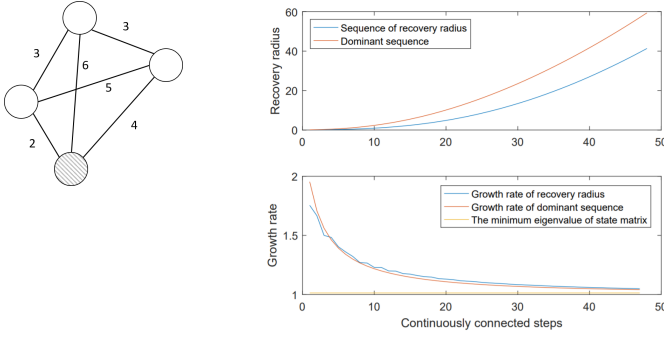 3
3
6
5
2
4
60
40
20
0
Recovery radius
Sequence of recovery radius
Dominant sequence
0 10 20 30 40 50
2
1.5
1
Growth rate
Growth rate of recovery radius
Growth rate of dominant sequence
The minimum eigenvalue of state matrix
0 10 20 30 40 50
Continuously connected steps